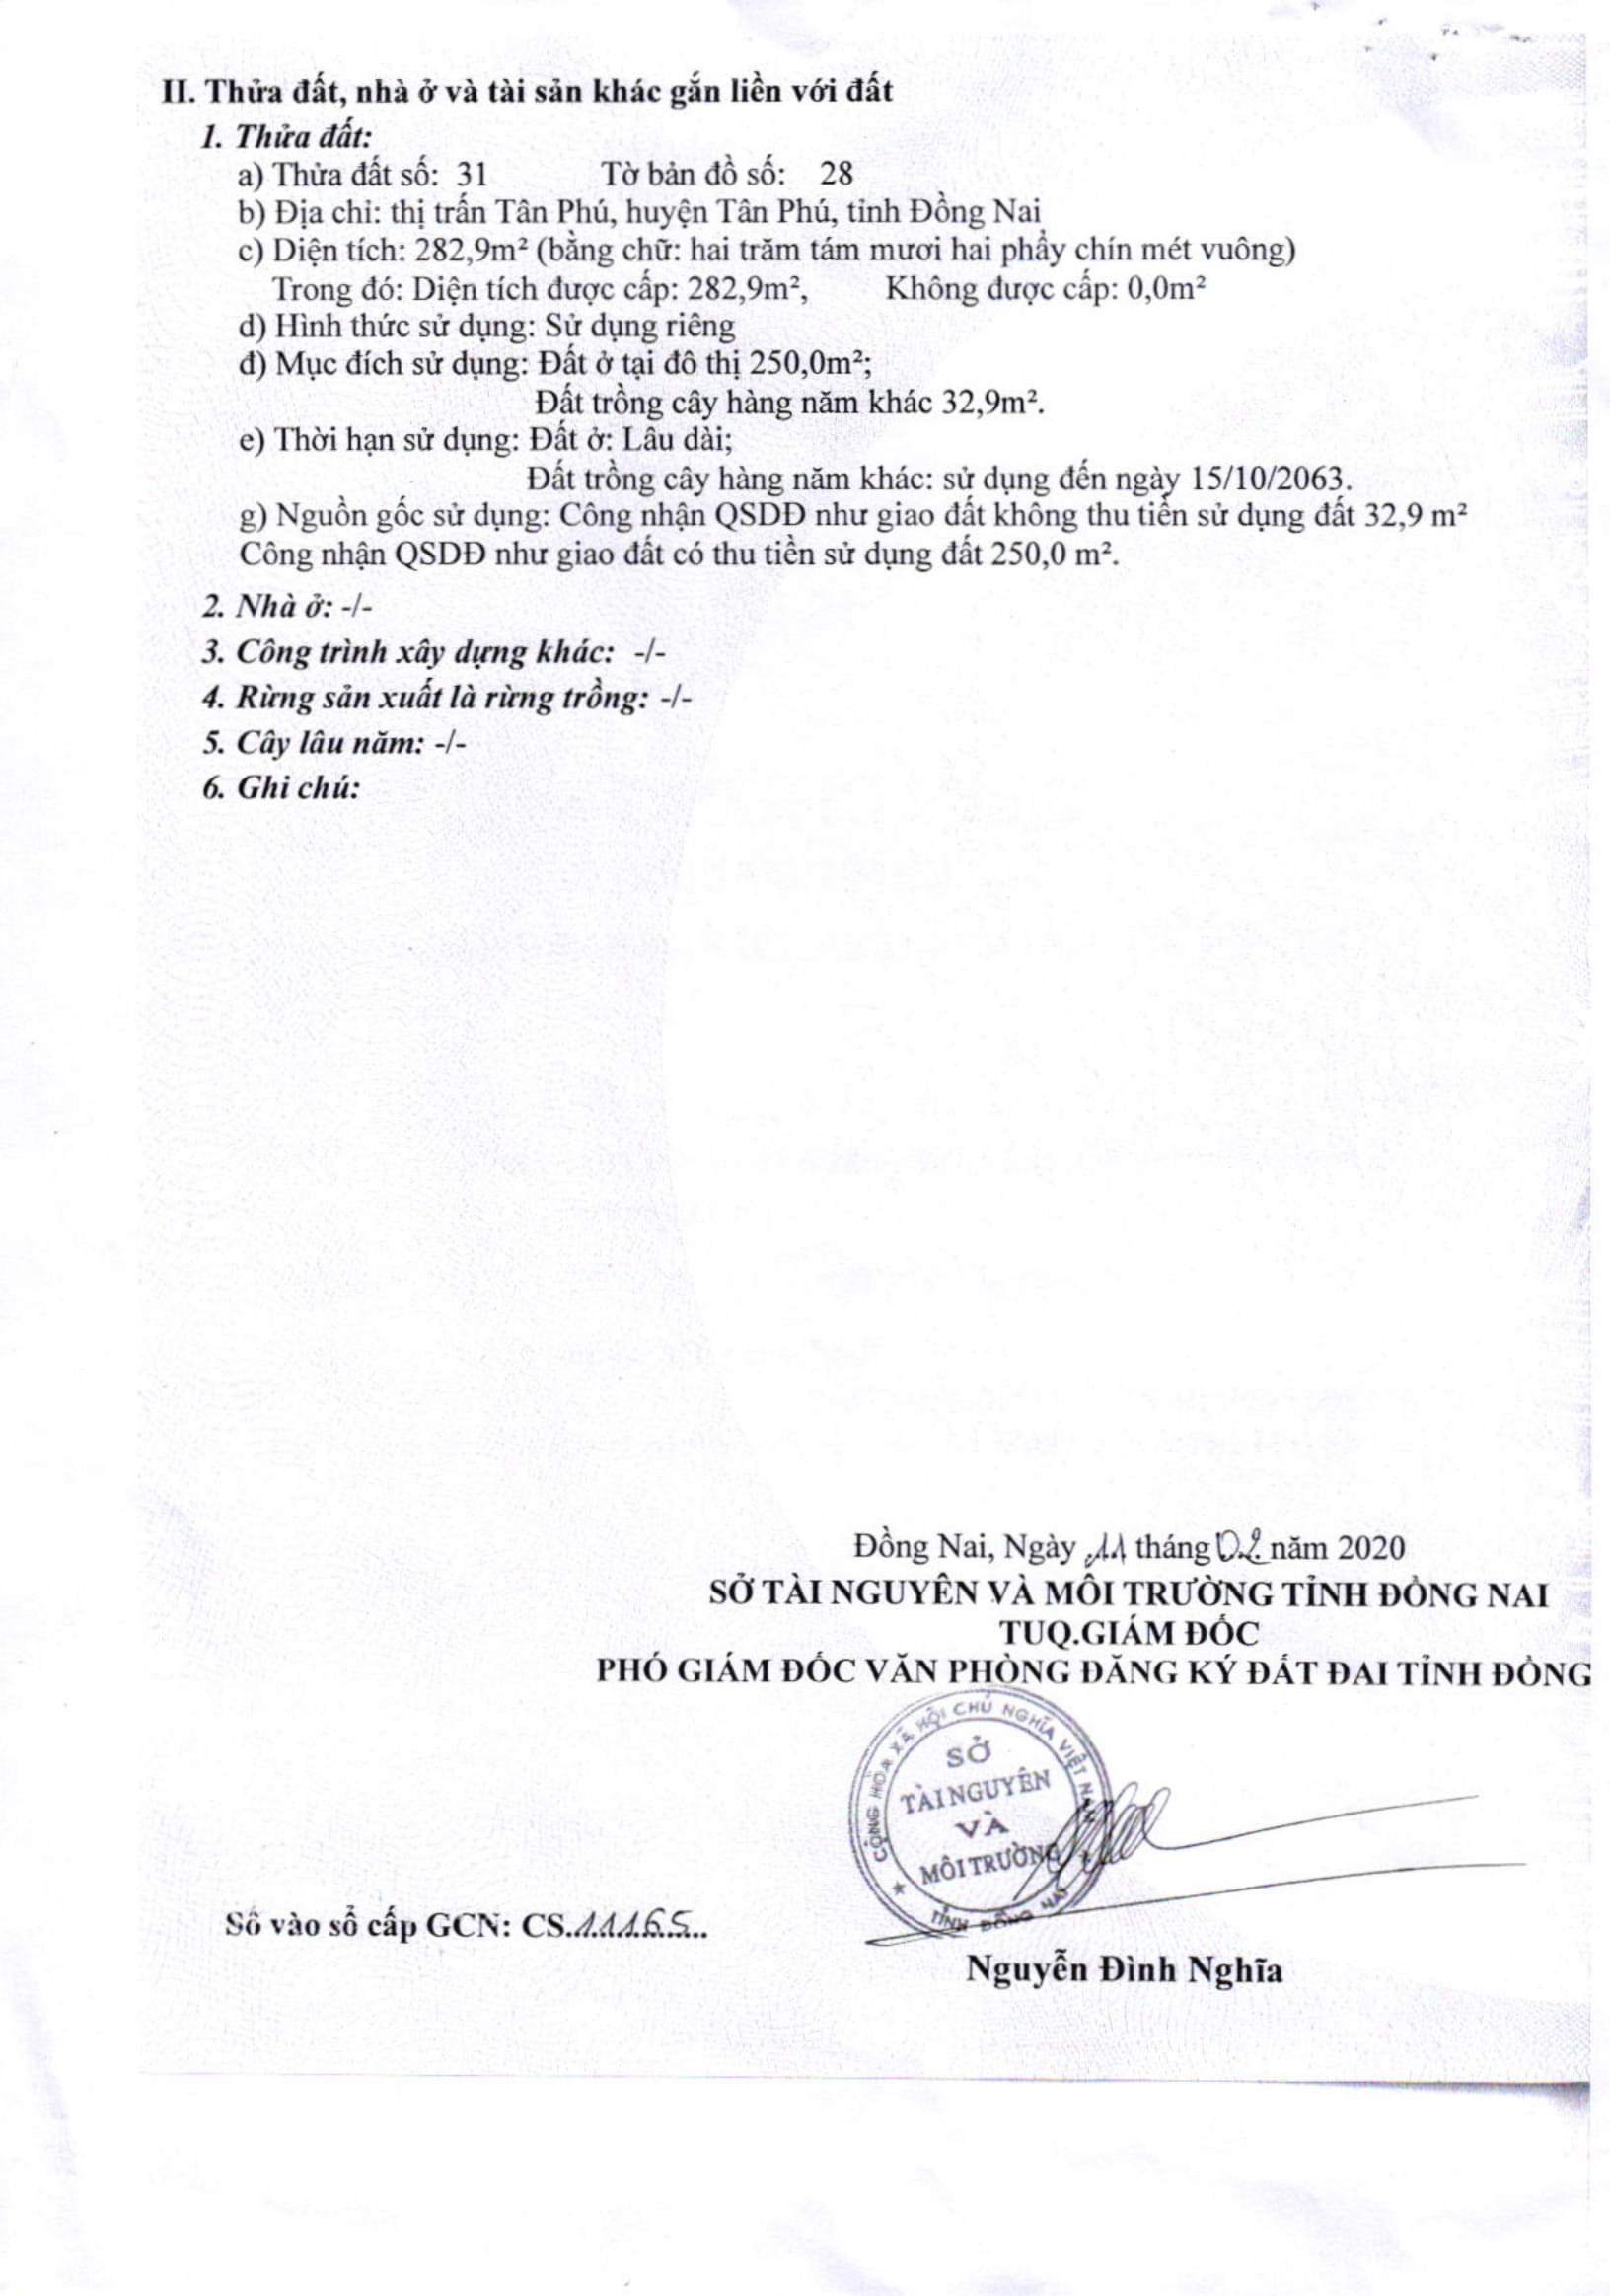 II. Thửa đất, nhà ở và tài sản khác gắn liền với đất
1. Thửa đất:
a) Thửa đất số: 31 Tờ bản đồ số: 28
b) Địa chỉ: thị trấn Tân Phú, huyện Tân Phú, tỉnh Đồng Nai
c) Diện tích: 282,9m² (bằng chữ: hai trăm tám mươi hai phẩy chín mét vuông)
Trong đó: Diện tích được cấp: 282,9m², Không được cấp: 0,0m²
d) Hình thức sử dụng: Sử dụng riêng
đ) Mục đích sử dụng: Đất ở tại đô thị 250,0m²;
Đất trồng cây hàng năm khác 32,9m².
e) Thời hạn sử dụng: Đất ở: Lâu dài;
Đất trồng cây hàng năm khác: sử dụng đến ngày 15/10/2063.
g) Nguồn gốc sử dụng: Công nhận QSDĐ như giao đất không thu tiền sử dụng đất 32,9 m²
Công nhận QSDĐ như giao đất có thu tiền sử dụng đất 250,0 m².
2. Nhà ở: -/-
3. Công trình xây dựng khác: -/-
4. Rừng sản xuất là rừng trồng: -/-
5. Cây lâu năm: -/-
6. Ghi chú:
Đồng Nai, Ngày 11 tháng 02 năm 2020
SỞ TÀI NGUYÊN VÀ MÔI TRƯỜNG TỈNH ĐỒNG NAI
TUQ.GIÁM ĐỐC
PHÓ GIÁM ĐỐC VĂN PHÒNG ĐĂNG KÝ ĐẤT ĐAI TỈNH ĐỒNG
CỘNG HÒA XÃ HỘI CHỦ NGHĨA VIỆT NAM
SỞ
TÀI NGUYÊN
VÀ
MÔI TRƯỜNG
TỈNH ĐỒNG NAI
Số vào sổ cấp GCN: CS.11165..
Nguyễn Đình Nghĩa